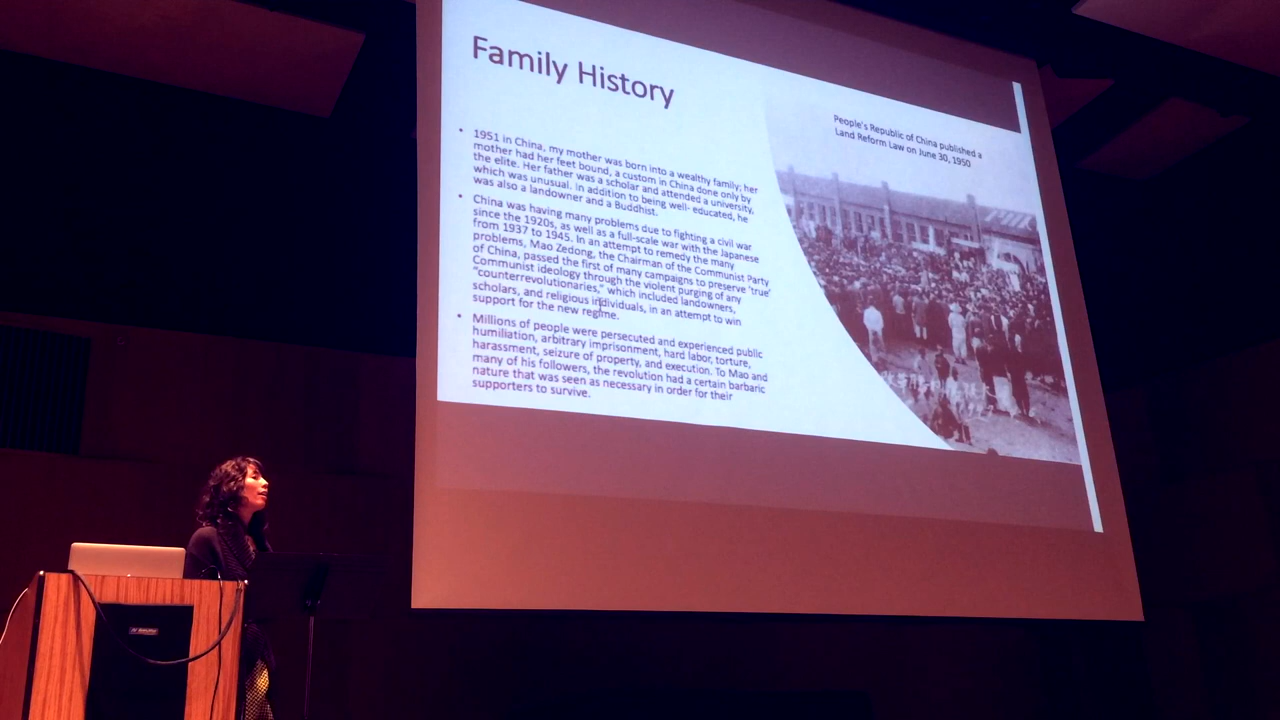 Family History
• 1951 in China, my mother was born into a wealthy family; her
mother had her feet bound, a custom in China done only by
the elite. Her father was a scholar and attended a university,
which was unusual. In addition to being well- educated, he
was also a landowner and a Buddhist.
• China was having many problems due to fighting a civil war
since the 1920s, as well as a full-scale war with the Japanese
from 1937 to 1945. In an attempt to remedy the many
problems, Mao Zedong, the Chairman of the Communist Party
of China, passed the first of many campaigns to preserve 'true'
Communist ideology through the violent purging of any
"counterrevolutionaries," which included landowners,
scholars, and religious individuals, in an attempt to win
support for the new regime.
• Millions of people were persecuted and experienced public
humiliation, arbitrary imprisonment, hard labor, torture,
harassment, seizure of property, and execution. To Mao and
many of his followers, the revolution had a certain barbaric
nature that was seen as necessary in order for their
supporters to survive.
People's Republic of China published a
Land Reform Law on June 30, 1950